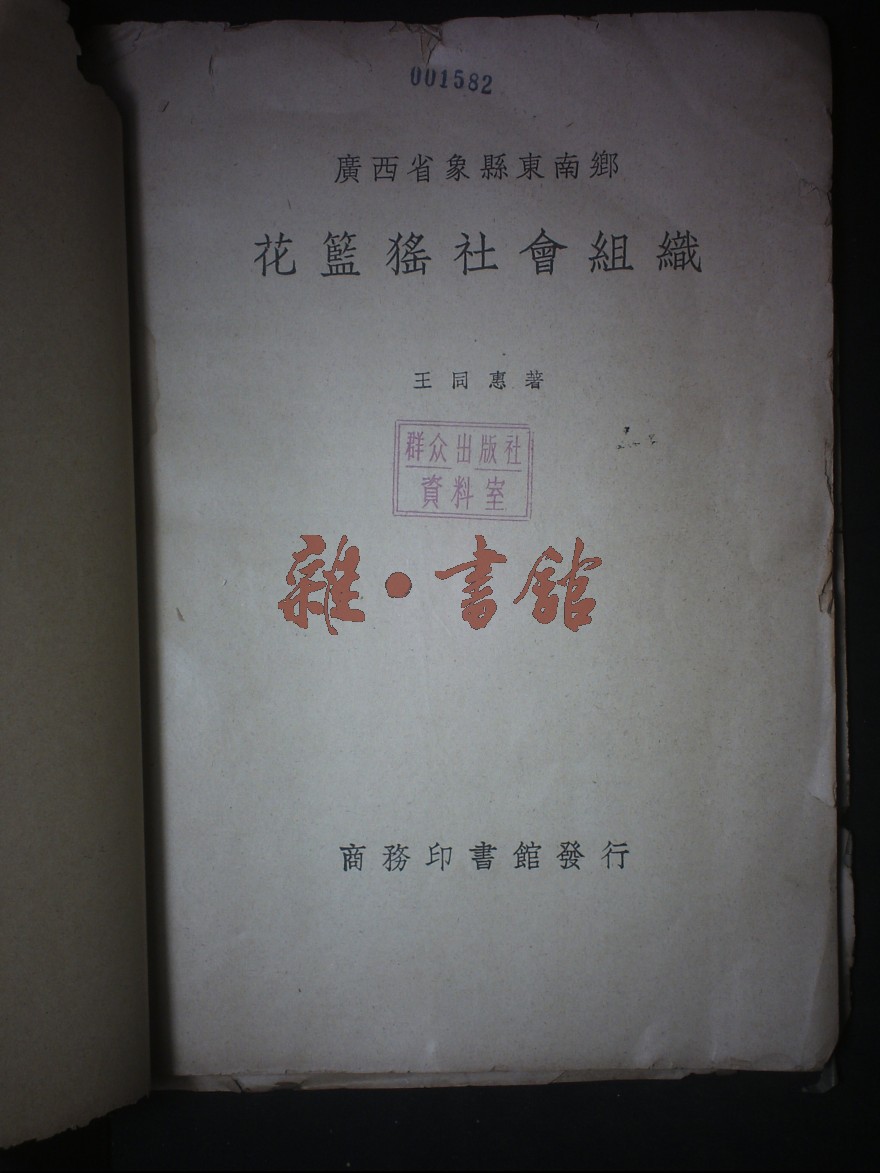 001582
廣西省象縣東南鄉
花籃猺社會組織
王同惠著
群众出版社
資料室
雜·書館
商務印書館發行